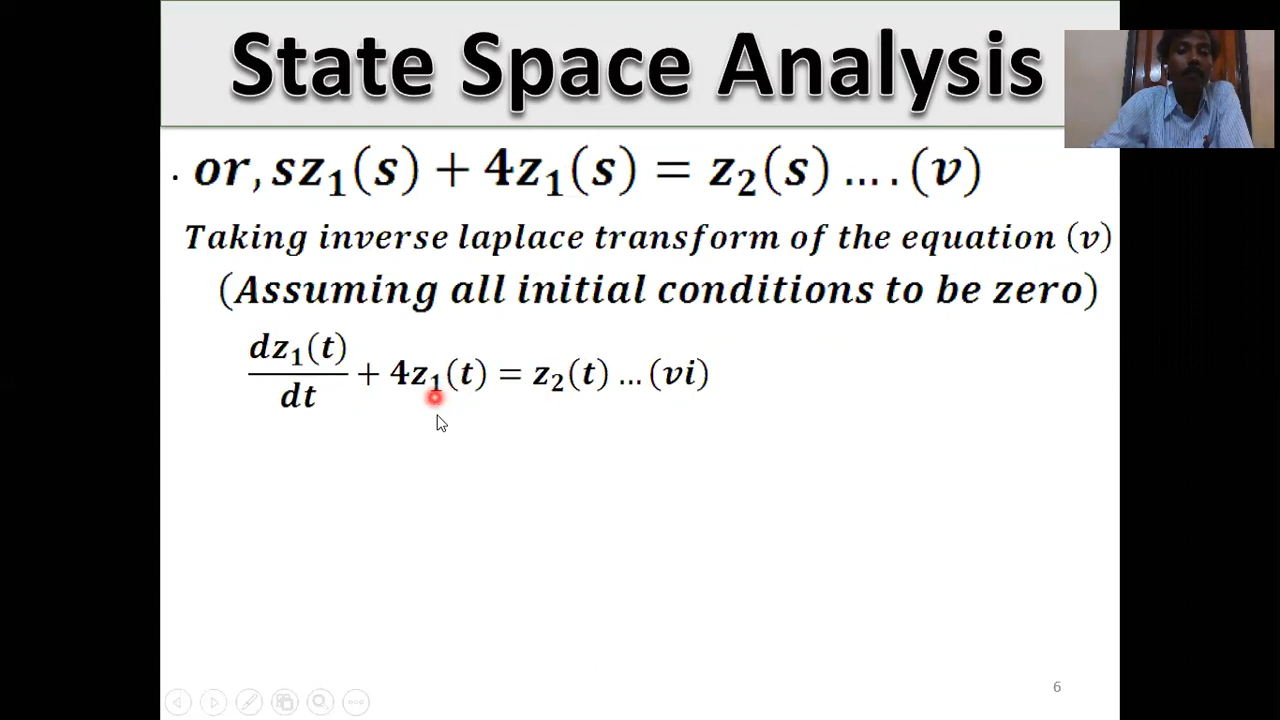 State Space Analysis
. or, sz₁(s) + 4z₁(s) = z₂(s) ... . (v)
Taking inverse laplace transform of the equation (v)
(Assuming all initial conditions to be zero)
dz₁(t)/dt + 4z₁(t) = z₂(t) ... (vi)
6